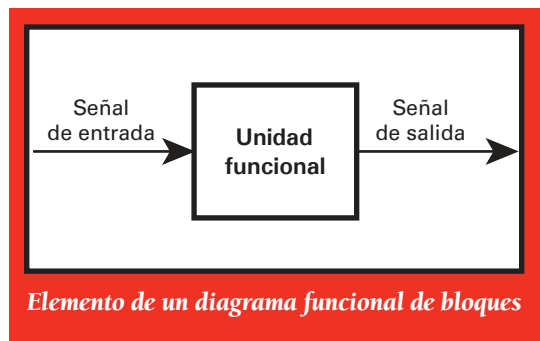 Señal
de entrada
Unidad
funcional
Señal
de salida
Elemento de un diagrama funcional de bloques